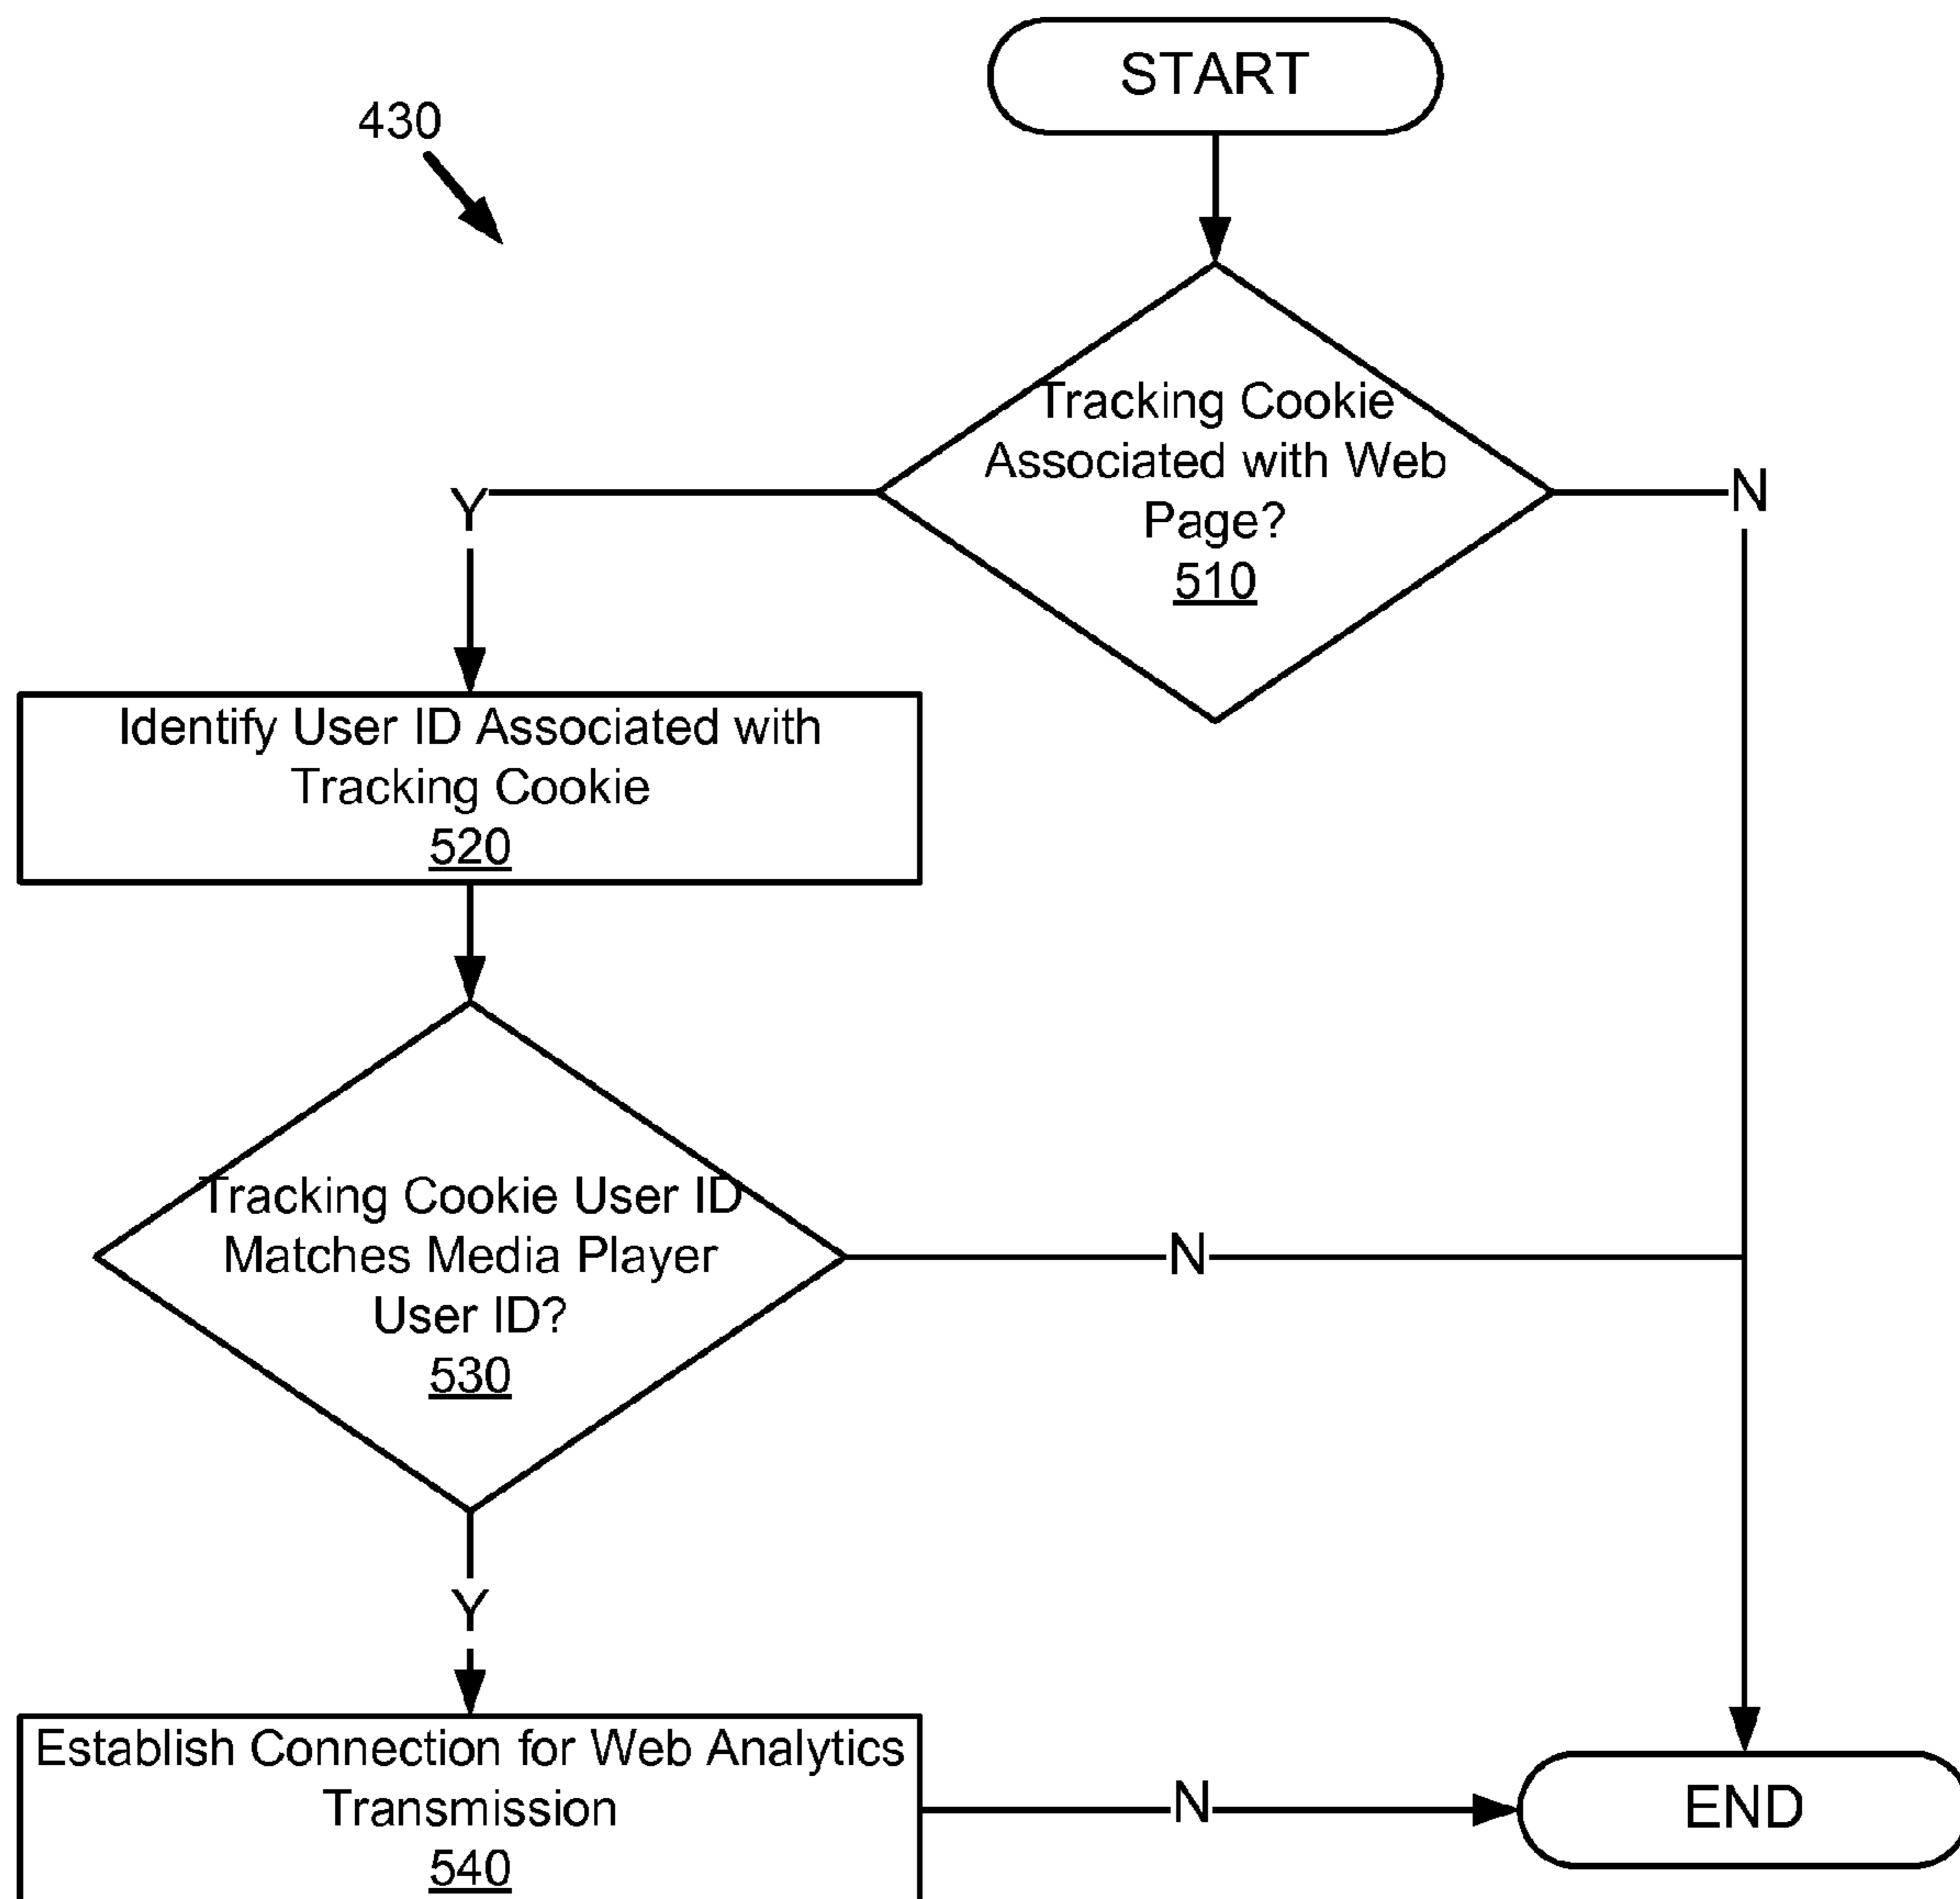 START
430
Tracking Cookie
Associated with Web
Page?
510
Y
N
Identify User ID Associated with
Tracking Cookie
520
Tracking Cookie User ID
Matches Media Player
User ID?
530
N
Y
Establish Connection for Web Analytics
Transmission
540
N
END